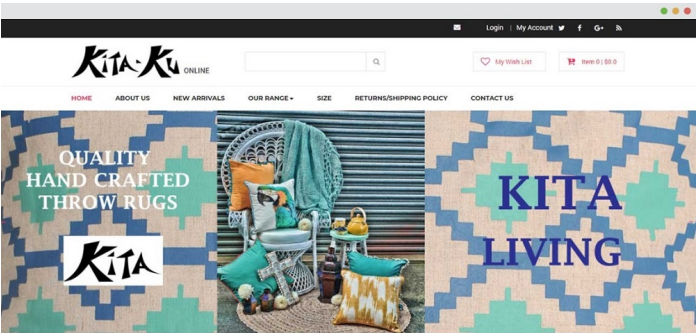 Login | My Account
KITA-KU ONLINE
My Wish List
Item 0 | $0.0
HOME ABOUT US NEW ARRIVALS OUR RANGE SIZE RETURNS/SHIPPING POLICY CONTACT US
QUALITY
HAND CRAFTED
THROW RUGS
KITA
KITA
LIVING